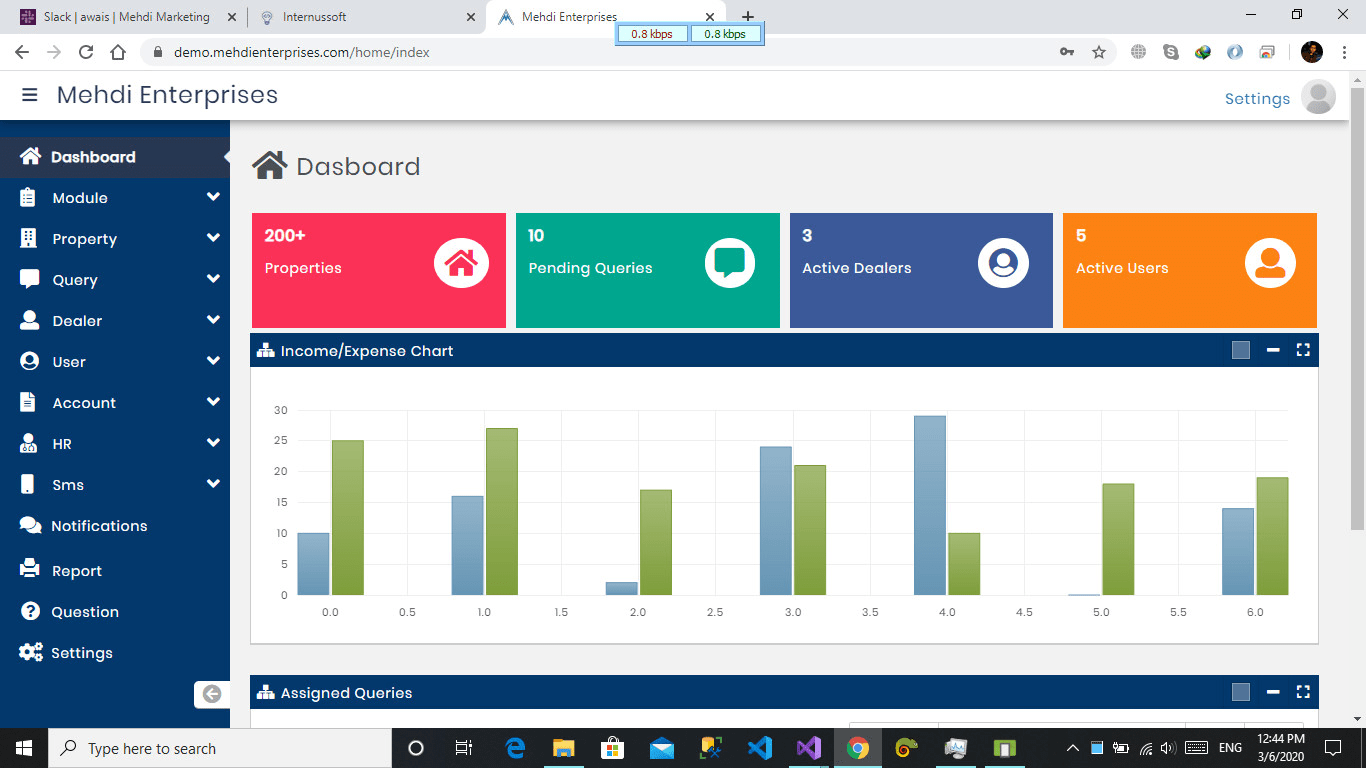 Slack | awais | Mehdi Marketing
Internussoft
Mehdi Enterprises
0.8 kbps 0.8 kbps
demo.mehdienterprises.com/home/index
Mehdi Enterprises
Settings
Dashboard
Module
Property
Query
Dealer
User
Account
HR
Sms
Notifications
Report
Question
Settings
Dasboard
200+
Properties
10
Pending Queries
3
Active Dealers
5
Active Users
Income/Expense Chart
30
25
20
15
10
5
0
0.0 0.5 1.0 1.5 2.0 2.5 3.0 3.5 4.0 4.5 5.0 5.5 6.0
Assigned Queries
Type here to search
ENG
12:44 PM
3/6/2020